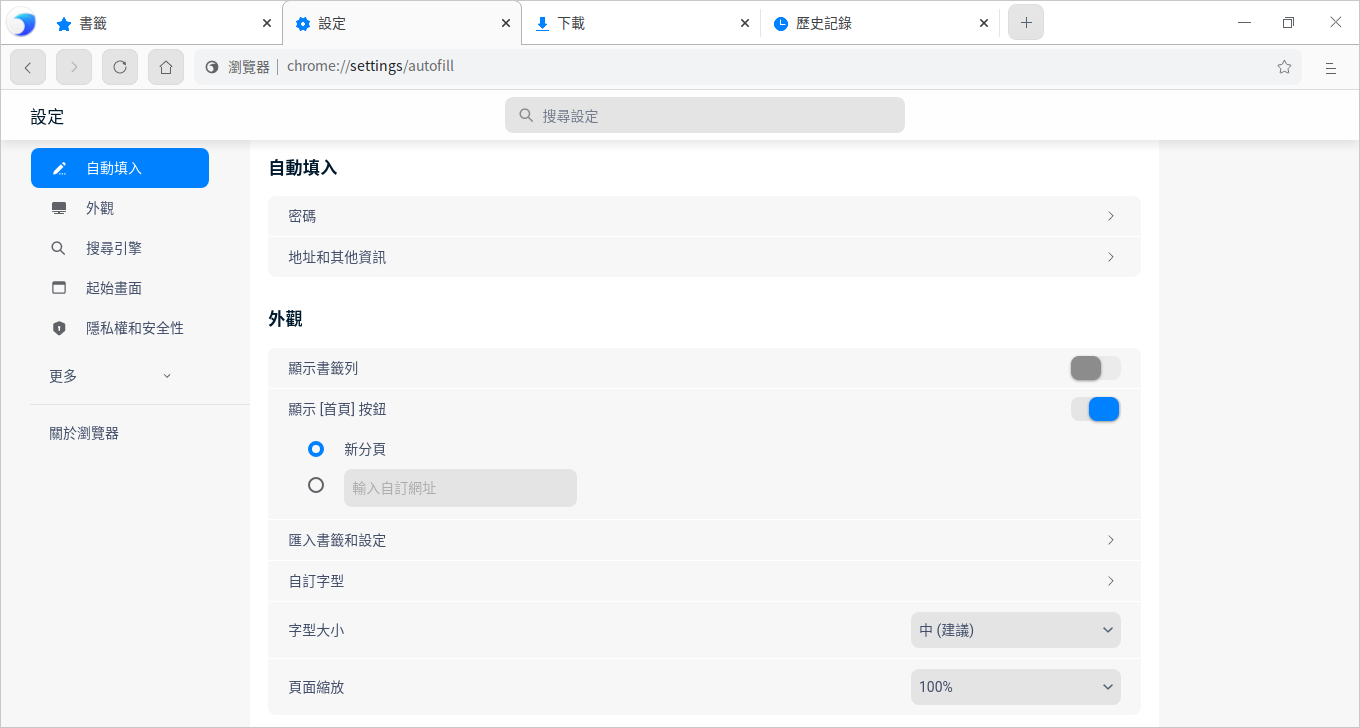 書籤
設定
下載
歷史記錄
瀏覽器 | chrome://settings/autofill
設定
搜尋設定
自動填入
外觀
搜尋引擎
起始畫面
隱私權和安全性
更多
關於瀏覽器
自動填入
密碼
地址和其他資訊
外觀
顯示書籤列
顯示 [首頁] 按鈕
新分頁
輸入自訂網址
匯入書籤和設定
自訂字型
字型大小
中 (建議)
頁面縮放
100%